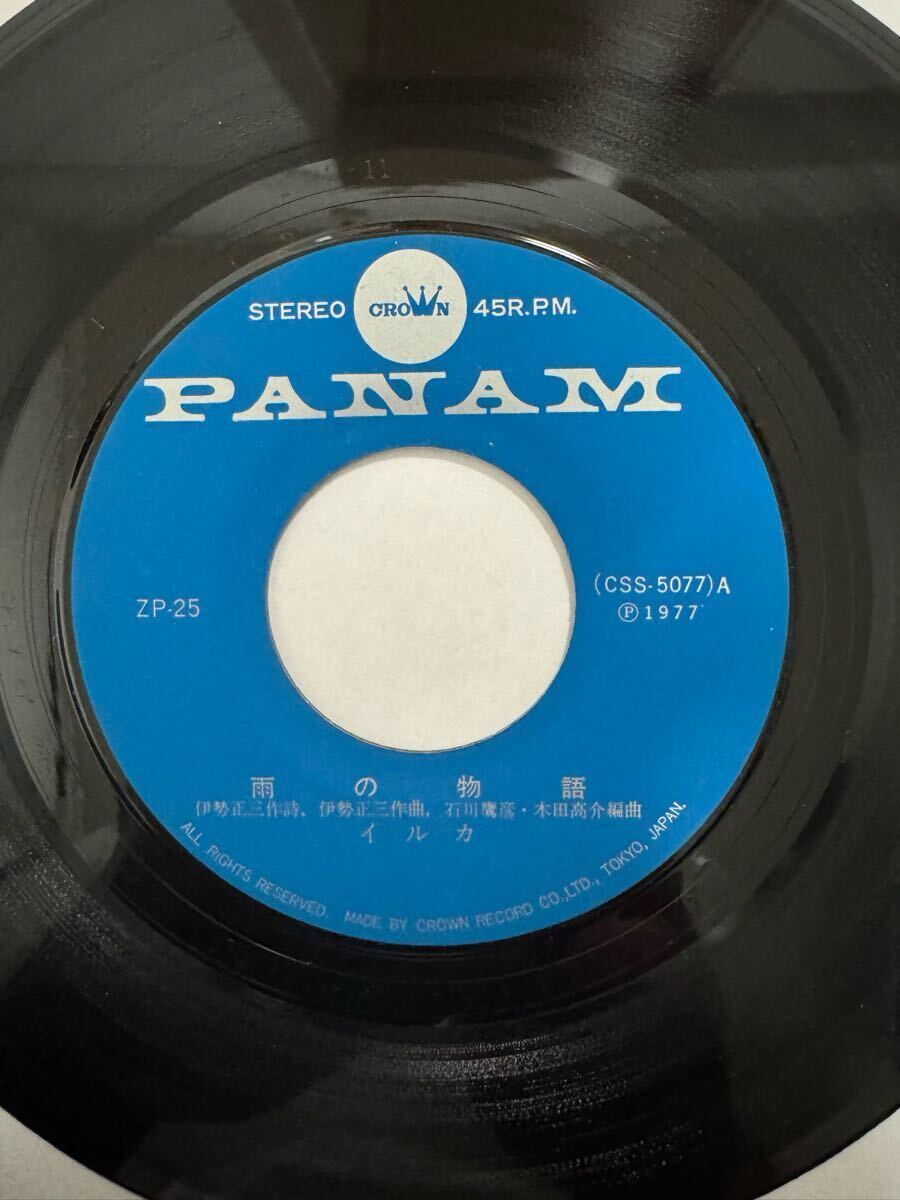 11
STEREO CROWN 45R.P.M.
PANAM
ZP-25
(CSS-5077)A
Ⓟ1977
雨の物語
伊勢正三作詩、伊勢正三作曲、石川鷹彦・木田高介編曲
イルカ
ALL RIGHTS RESERVED. MADE BY CROWN RECORD CO.,LTD., TOKYO, JAPAN.